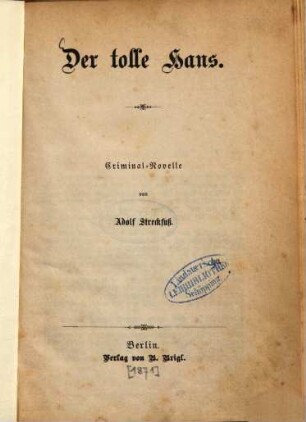 Der tolle Hans.
Criminal-Novelle
von
Adolf Streckfuß.
Berlin.
Verlag von B. Brigl.
[1871]